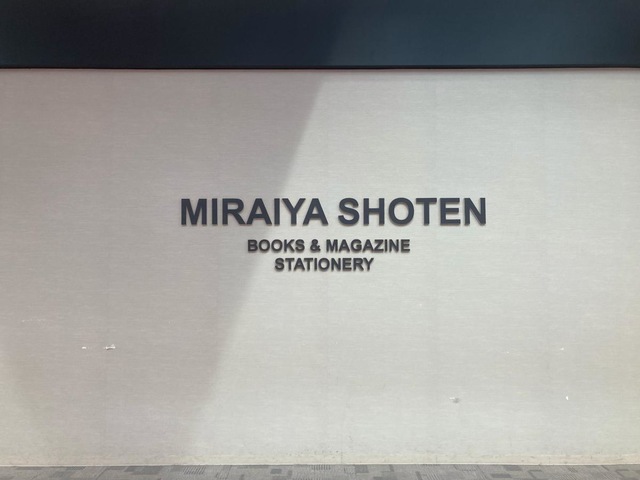 MIRAIYA SHOTEN
BOOKS & MAGAZINE
STATIONERY